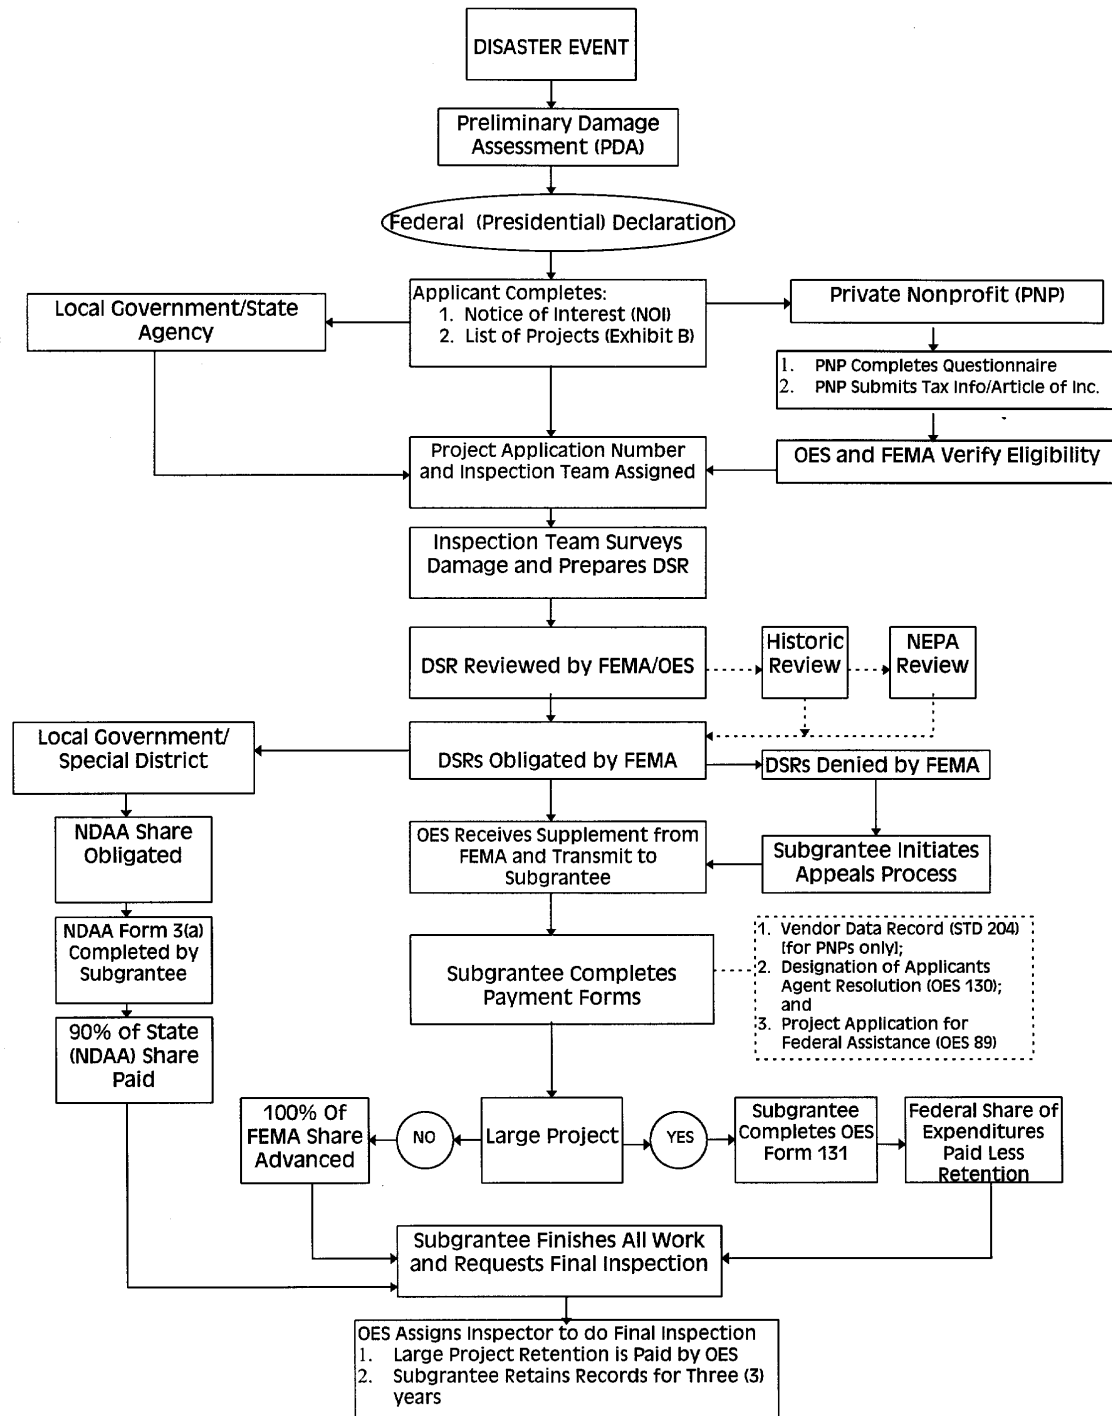 DISASTER EVENT
Preliminary Damage
Assessment (PDA)
Federal (Presidential) Declaration
Local Government/State
Agency
Applicant Completes:
1. Notice of Interest (NOI)
2. List of Projects (Exhibit B)
Private Nonprofit (PNP)
1. PNP Completes Questionnaire
2. PNP Submits Tax Info/Article of Inc.
Project Application Number
and Inspection Team Assigned
OES and FEMA Verify Eligibility
Inspection Team Surveys
Damage and Prepares DSR
DSR Reviewed by FEMA/OES
Historic
Review
NEPA
Review
Local Government/
Special District
DSRs Obligated by FEMA
DSRs Denied by FEMA
NDAA Share
Obligated
OES Receives Supplement from
FEMA and Transmit to
Subgrantee
Subgrantee Initiates
Appeals Process
NDAA Form 3(a)
Completed by
Subgrantee
Subgrantee Completes
Payment Forms
1. Vendor Data Record (STD 204)
(for PNPs only);
2. Designation of Applicants
Agent Resolution (OES 130);
and
3. Project Application for
Federal Assistance (OES 89)
90% of State
(NDAA) Share
Paid
100% Of
FEMA Share
Advanced
NO
Large Project
YES
Subgrantee
Completes OES
Form 131
Federal Share of
Expenditures
Paid Less
Retention
Subgrantee Finishes All Work
and Requests Final Inspection
OES Assigns Inspector to do Final Inspection
1. Large Project Retention is Paid by OES
2. Subgrantee Retains Records for Three (3)
years